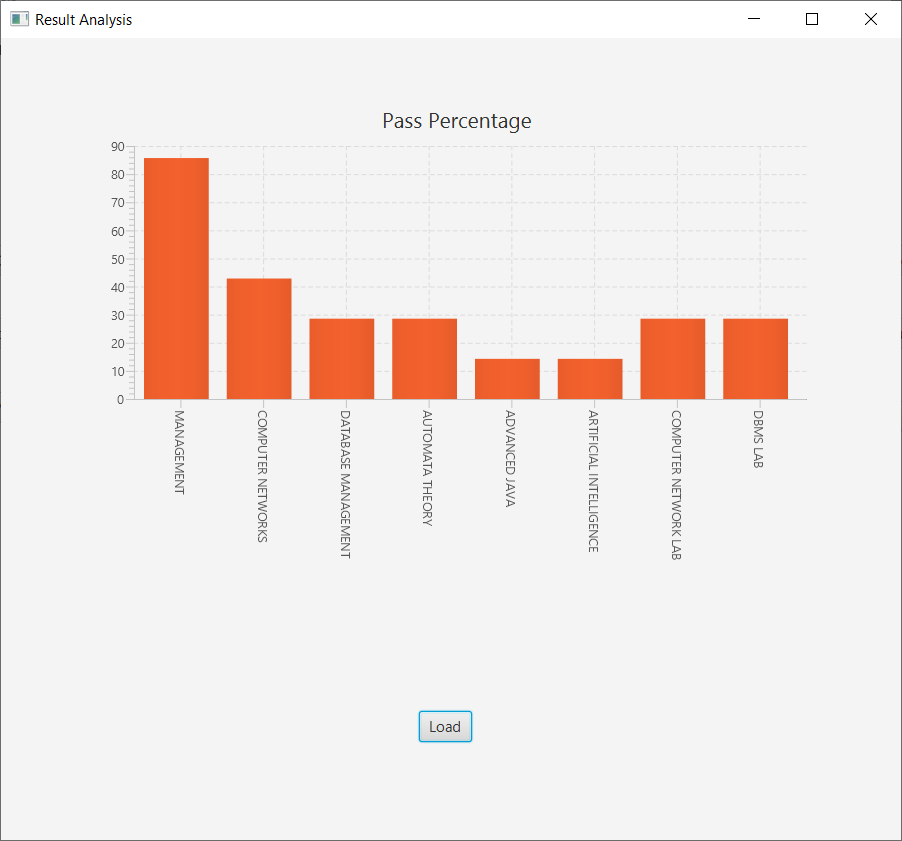 Result Analysis
Pass Percentage
90
80
70
60
50
40
30
20
10
0
MANAGEMENT
COMPUTER NETWORKS
DATABASE MANAGEMENT
AUTOMATA THEORY
ADVANCED JAVA
ARTIFICIAL INTELLIGENCE
COMPUTER NETWORK LAB
DBMS LAB
Load